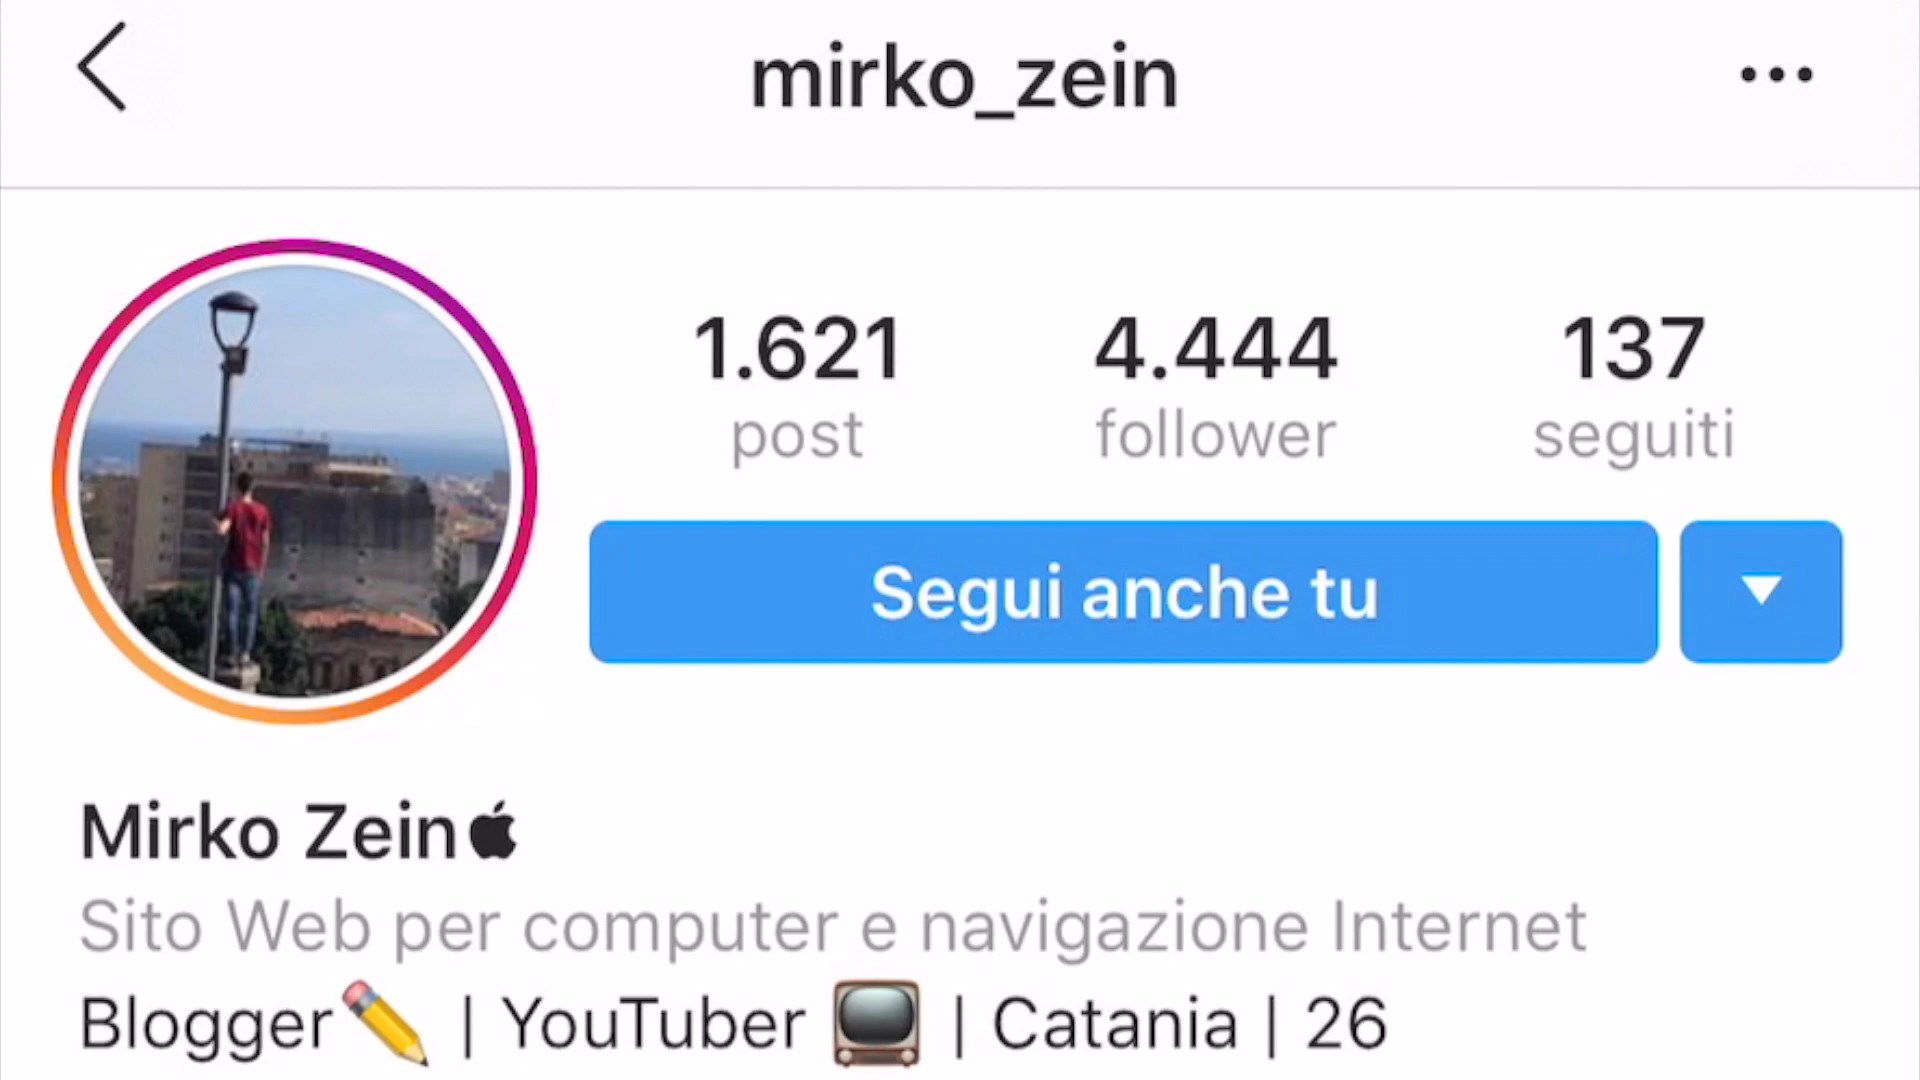 mirko_zein
1.621 4.444 137
post follower seguiti
Segui anche tu
Mirko Zein
Sito Web per computer e navigazione Internet
Blogger✏️ | YouTuber 📺 | Catania | 26